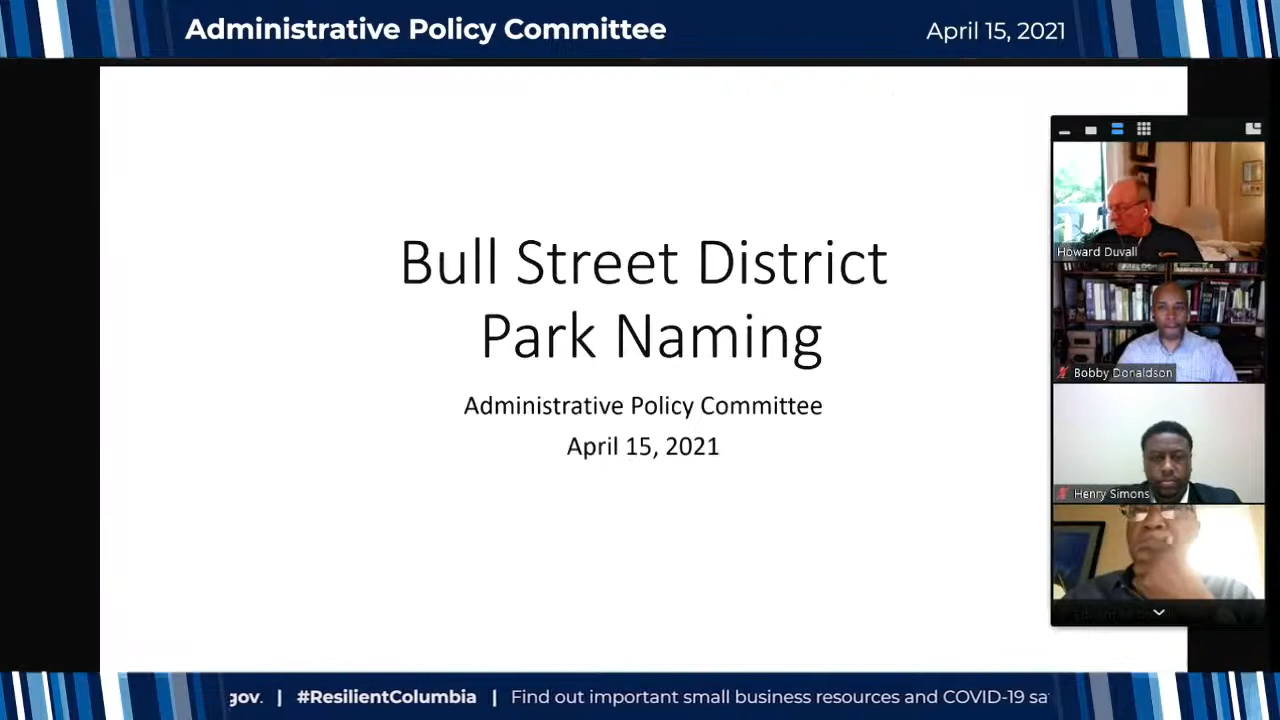 Administrative Policy Committee
April 15, 2021
Bull Street District
Park Naming
Administrative Policy Committee
April 15, 2021
Howard Duvall
Bobby Donaldson
Henry Simons
gov. | #ResilientColumbia | Find out important small business resources and COVID-19 sa